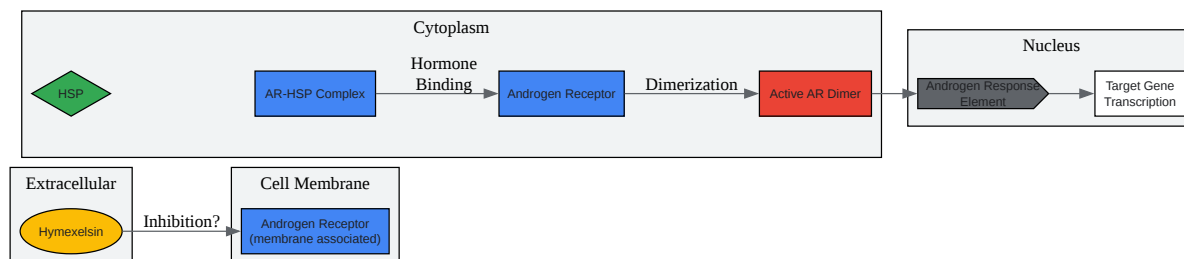 Cytoplasm
HSP
AR-HSP Complex
Hormone
Binding
Androgen Receptor
Dimerization
Active AR Dimer
Nucleus
Androgen Response
Element
Target Gene
Transcription
Extracellular
Hymexelsin
Inhibition?
Cell Membrane
Androgen Receptor
(membrane associated)